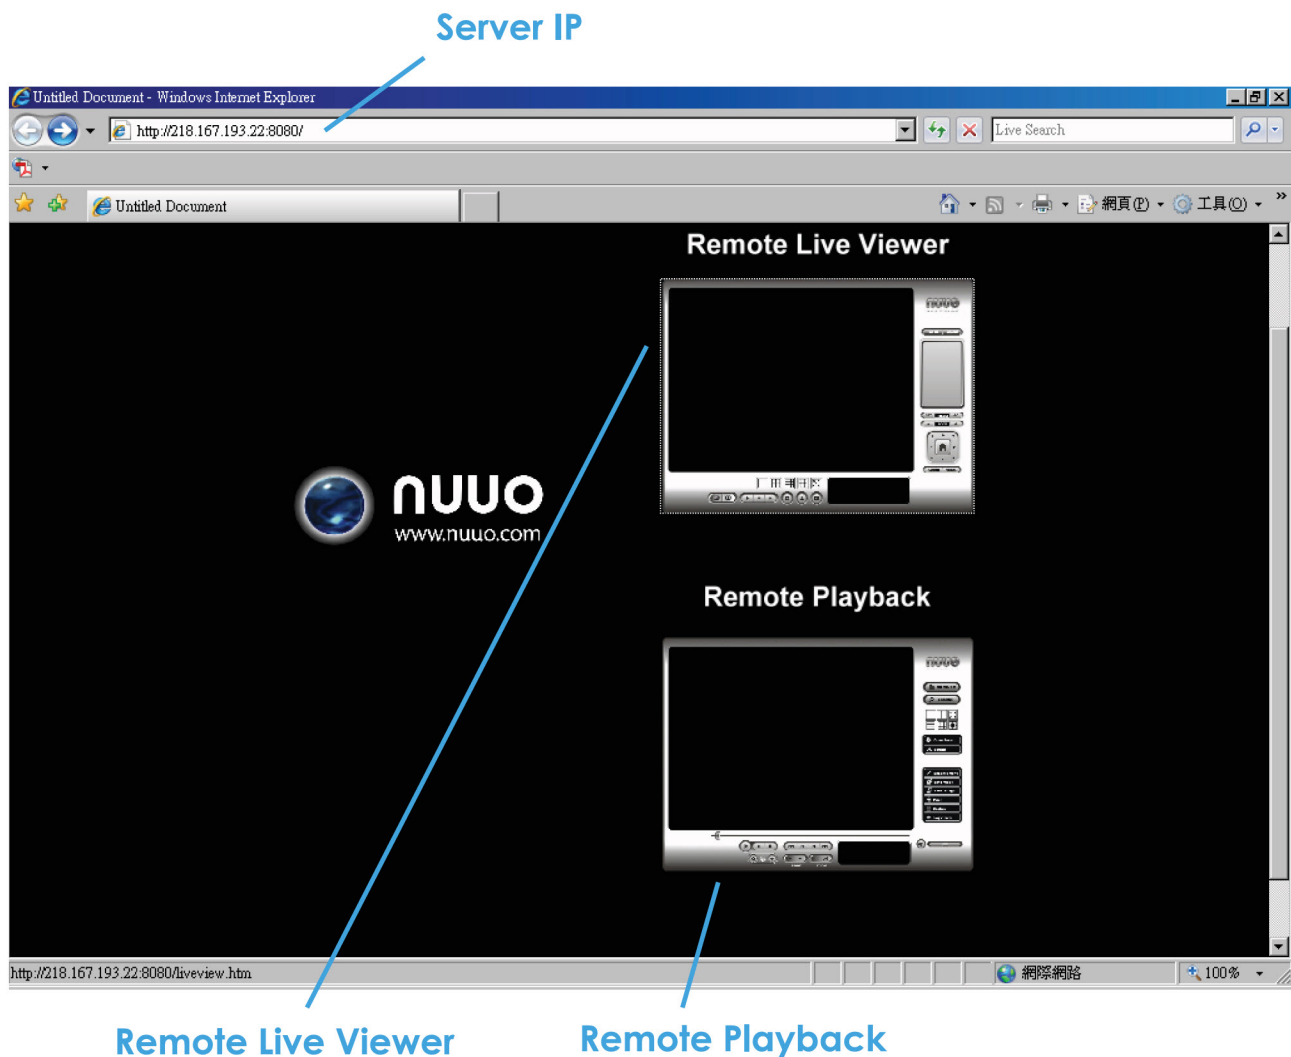 Server IP
Untitled Document - Windows Internet Explorer
http://218.167.193.22:8080/
Live Search
Untitled Document
網頁(P)
工具(O)
Remote Live Viewer
nuuo
nuuo
www.nuuo.com
Remote Playback
nuuo
http://218.167.193.22:8080/liveview.htm
網際網路
100%
Remote Live Viewer
Remote Playback